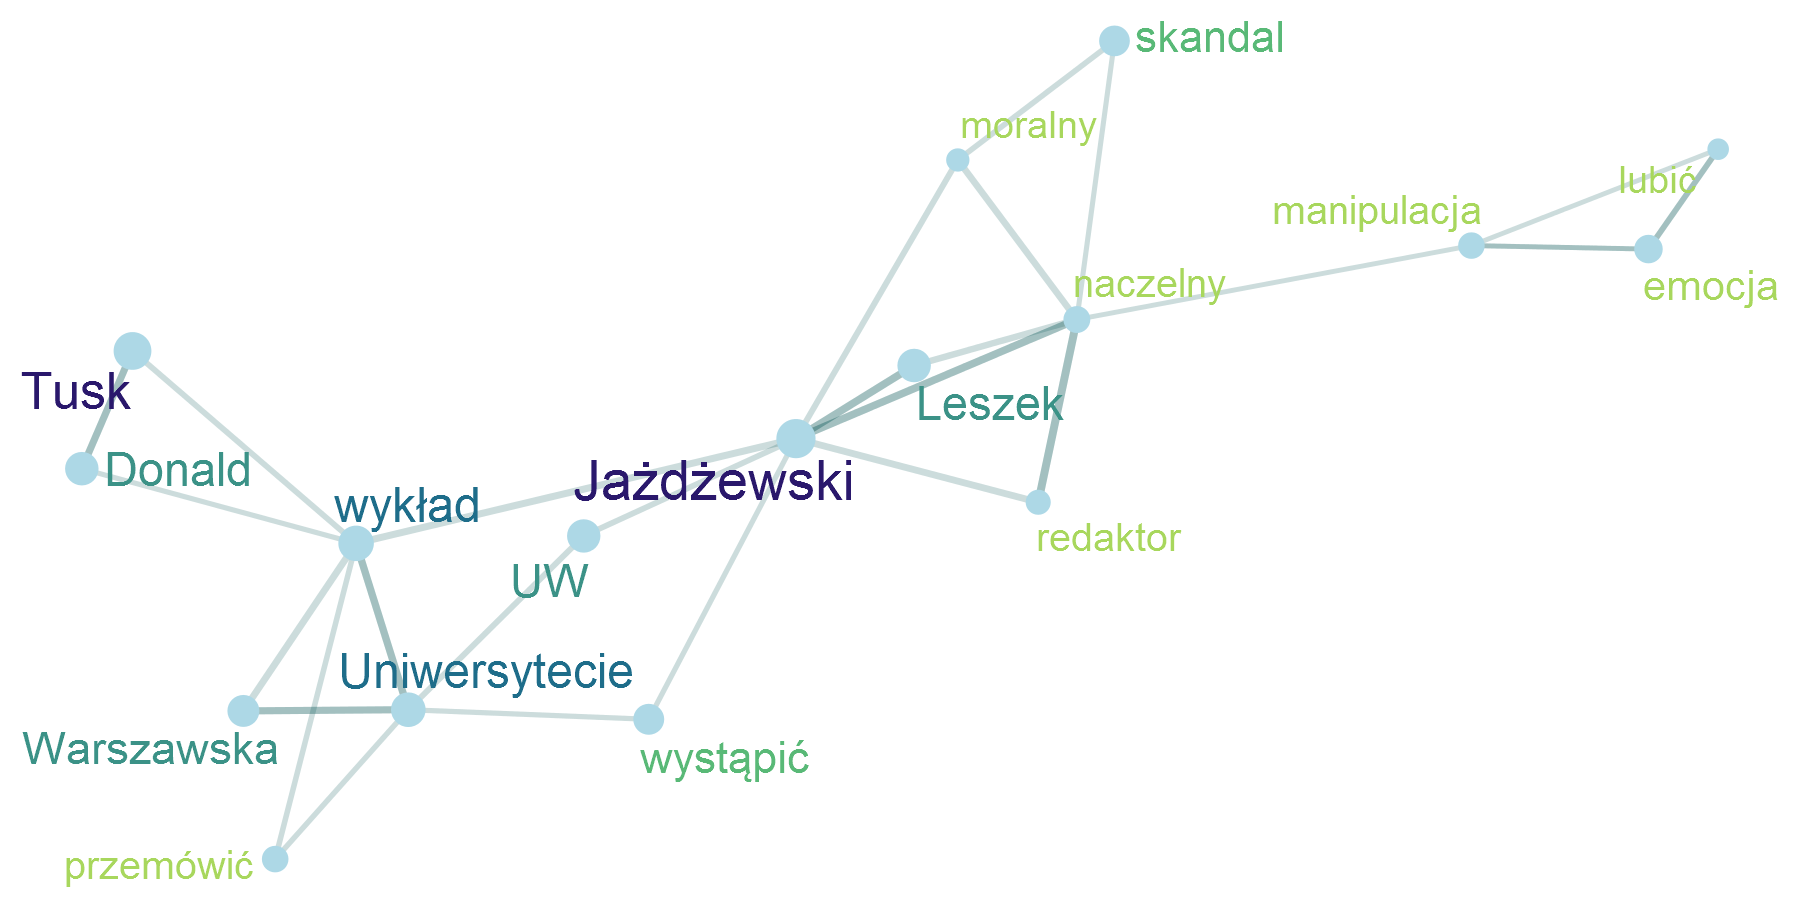 skandal
moralny
lubić
manipulacja
naczelny
emocja
Tusk
Leszek
Donald
Jażdżewski
wykład
redaktor
UW
Uniwersytecie
Warszawska
wystąpić
przemówić